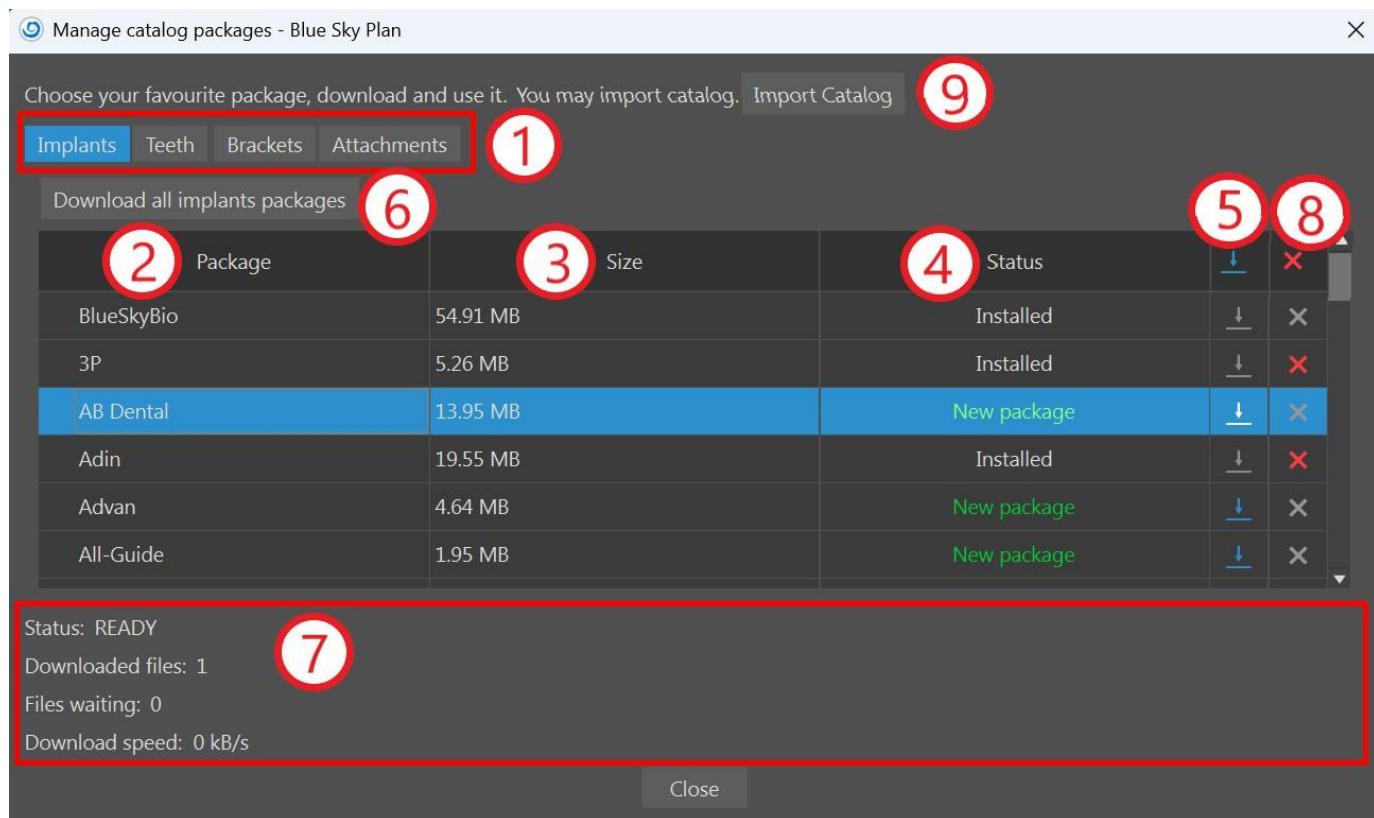 Manage catalog packages - Blue Sky Plan
Choose your favourite package, download and use it. You may import catalog. Import Catalog 9
Implants Teeth Brackets Attachments 1
Download all implants packages 6 5 8
2 Package 3 Size 4 Status
BlueSkyBio 54.91 MB Installed
3P 5.26 MB Installed
AB Dental 13.95 MB New package
Adin 19.55 MB Installed
Advan 4.64 MB New package
All-Guide 1.95 MB New package
Status: READY
7
Downloaded files: 1
Files waiting: 0
Download speed: 0 kB/s
Close